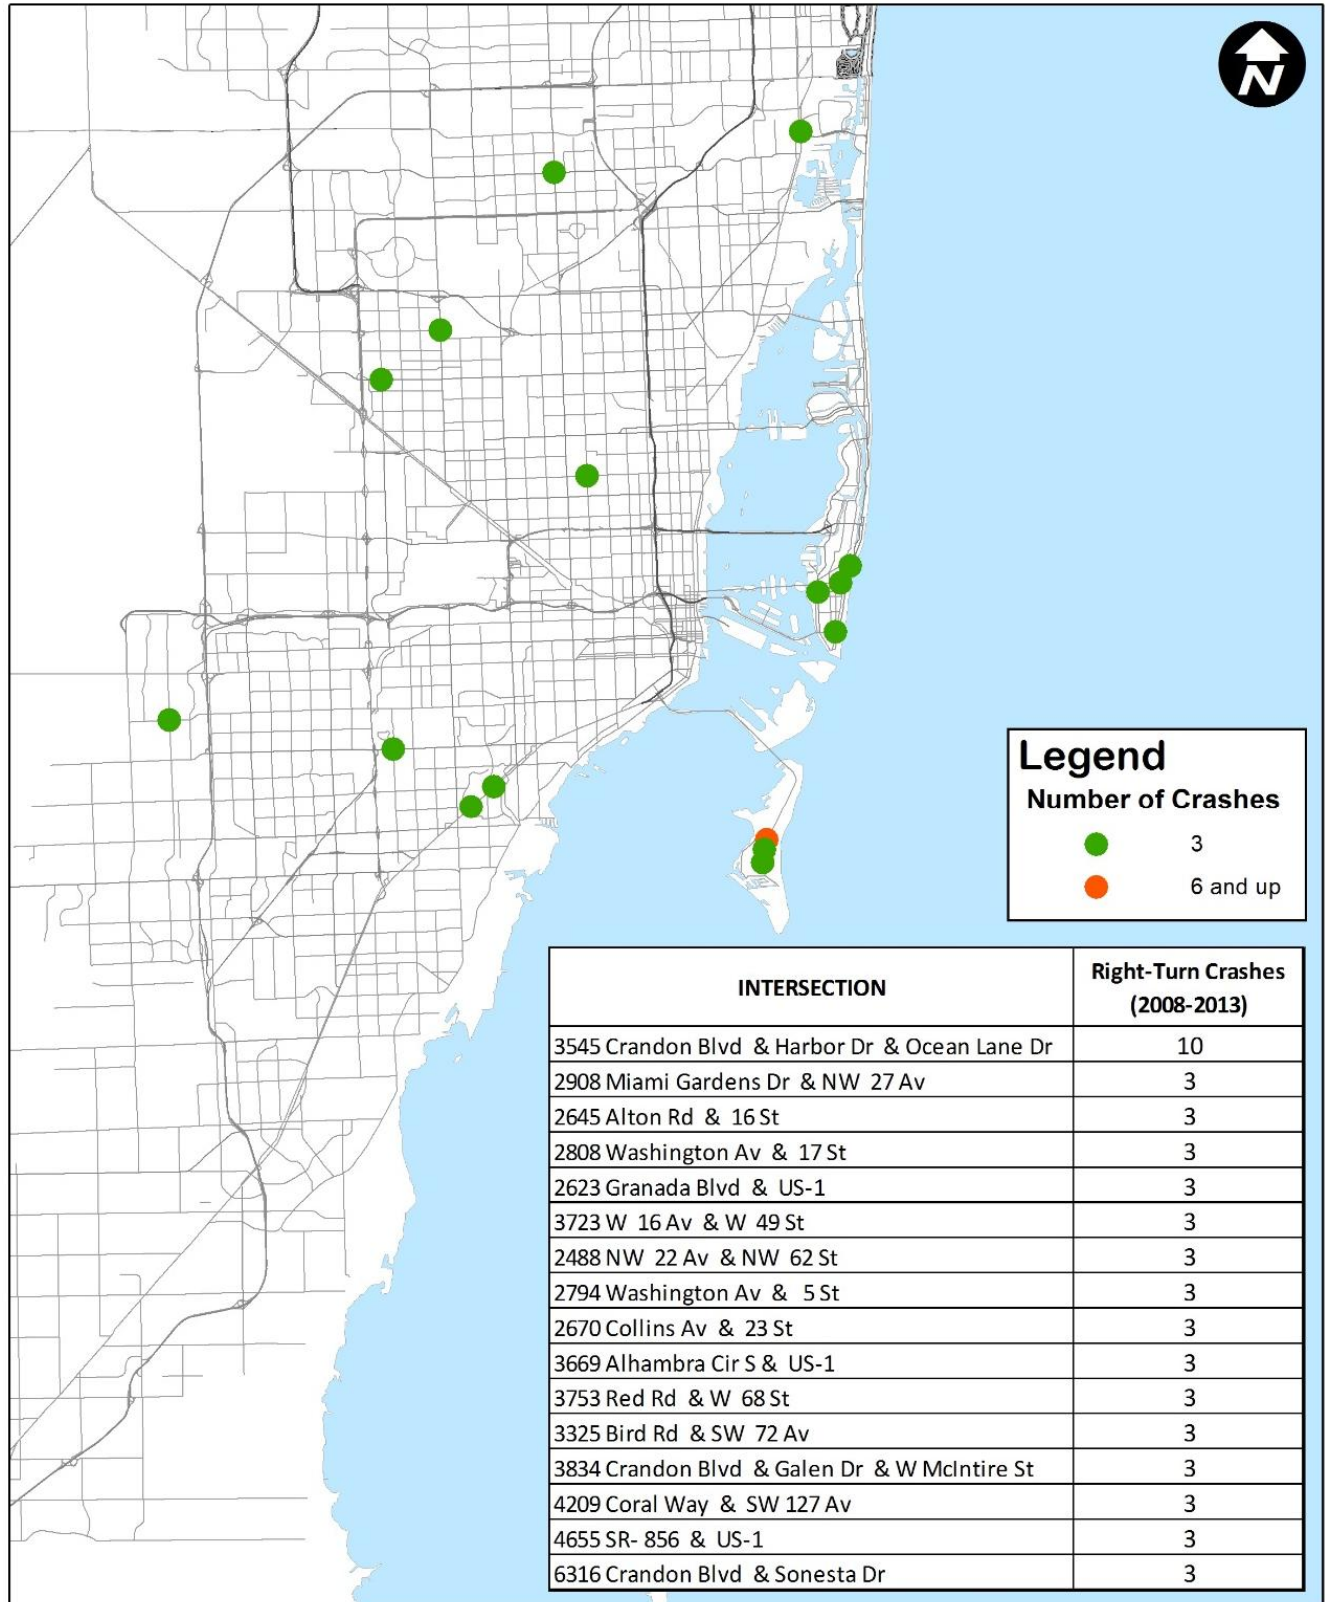 N
Legend
Number of Crashes
3
6 and up
INTERSECTION Right-Turn Crashes
(2008-2013)
3545 Crandon Blvd & Harbor Dr & Ocean Lane Dr 10
2908 Miami Gardens Dr & NW 27 Av 3
2645 Alton Rd & 16 St 3
2808 Washington Av & 17 St 3
2623 Granada Blvd & US-1 3
3723 W 16 Av & W 49 St 3
2488 NW 22 Av & NW 62 St 3
2794 Washington Av & 5 St 3
2670 Collins Av & 23 St 3
3669 Alhambra Cir S & US-1 3
3753 Red Rd & W 68 St 3
3325 Bird Rd & SW 72 Av 3
3834 Crandon Blvd & Galen Dr & W McIntire St 3
4209 Coral Way & SW 127 Av 3
4655 SR- 856 & US-1 3
6316 Crandon Blvd & Sonesta Dr 3